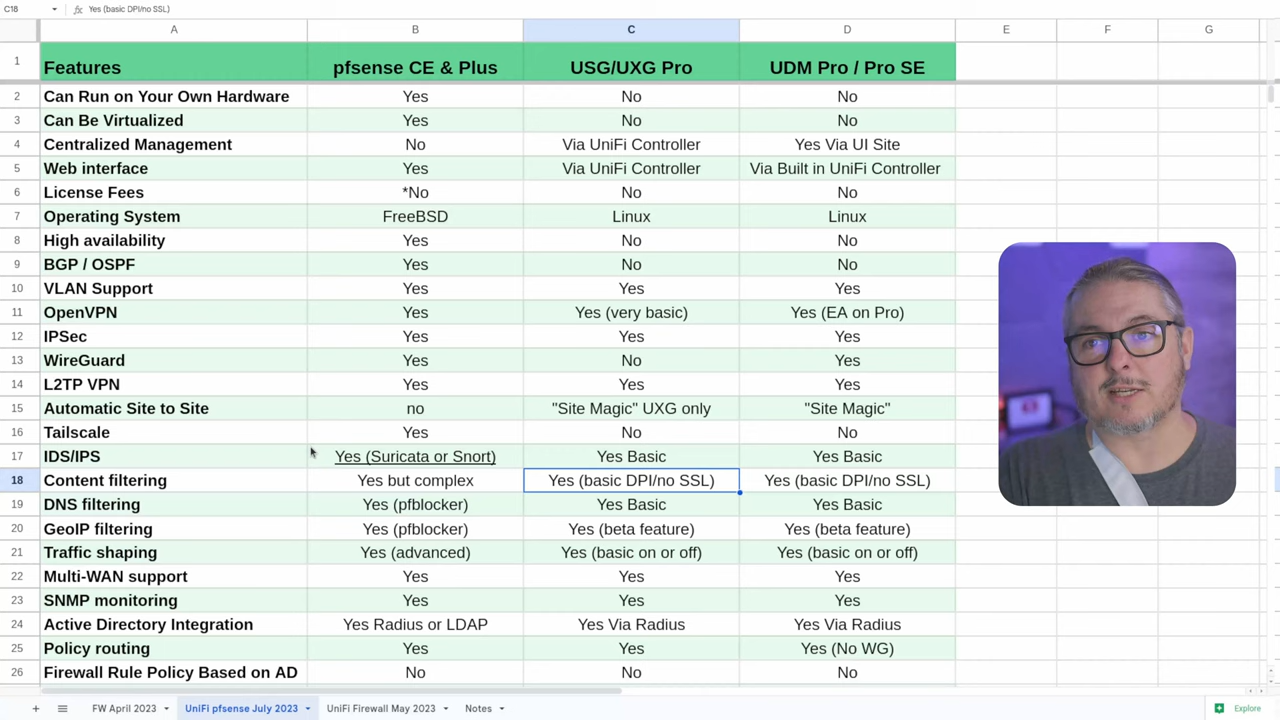 C18 Yes (basic DPI/no SSL)
A B C D E F G
1 Features pfsense CE & Plus USG/UXG Pro UDM Pro / Pro SE
2 Can Run on Your Own Hardware Yes No No
3 Can Be Virtualized Yes No No
4 Centralized Management No Via UniFi Controller Yes Via UI Site
5 Web interface Yes Via UniFi Controller Via Built in UniFi Controller
6 License Fees *No No No
7 Operating System FreeBSD Linux Linux
8 High availability Yes No No
9 BGP / OSPF Yes No No
10 VLAN Support Yes Yes Yes
11 OpenVPN Yes Yes (very basic) Yes (EA on Pro)
12 IPSec Yes Yes Yes
13 WireGuard Yes No Yes
14 L2TP VPN Yes Yes Yes
15 Automatic Site to Site no "Site Magic" UXG only "Site Magic"
16 Tailscale Yes No No
17 IDS/IPS Yes (Suricata or Snort) Yes Basic Yes Basic
18 Content filtering Yes but complex Yes (basic DPI/no SSL) Yes (basic DPI/no SSL)
19 DNS filtering Yes (pfblocker) Yes Basic Yes Basic
20 GeoIP filtering Yes (pfblocker) Yes (beta feature) Yes (beta feature)
21 Traffic shaping Yes (advanced) Yes (basic on or off) Yes (basic on or off)
22 Multi-WAN support Yes Yes Yes
23 SNMP monitoring Yes Yes Yes
24 Active Directory Integration Yes Radius or LDAP Yes Via Radius Yes Via Radius
25 Policy routing Yes Yes Yes (No WG)
26 Firewall Rule Policy Based on AD No No No
FW April 2023 UniFi pfsense July 2023 UniFi Firewall May 2023 Notes Explore